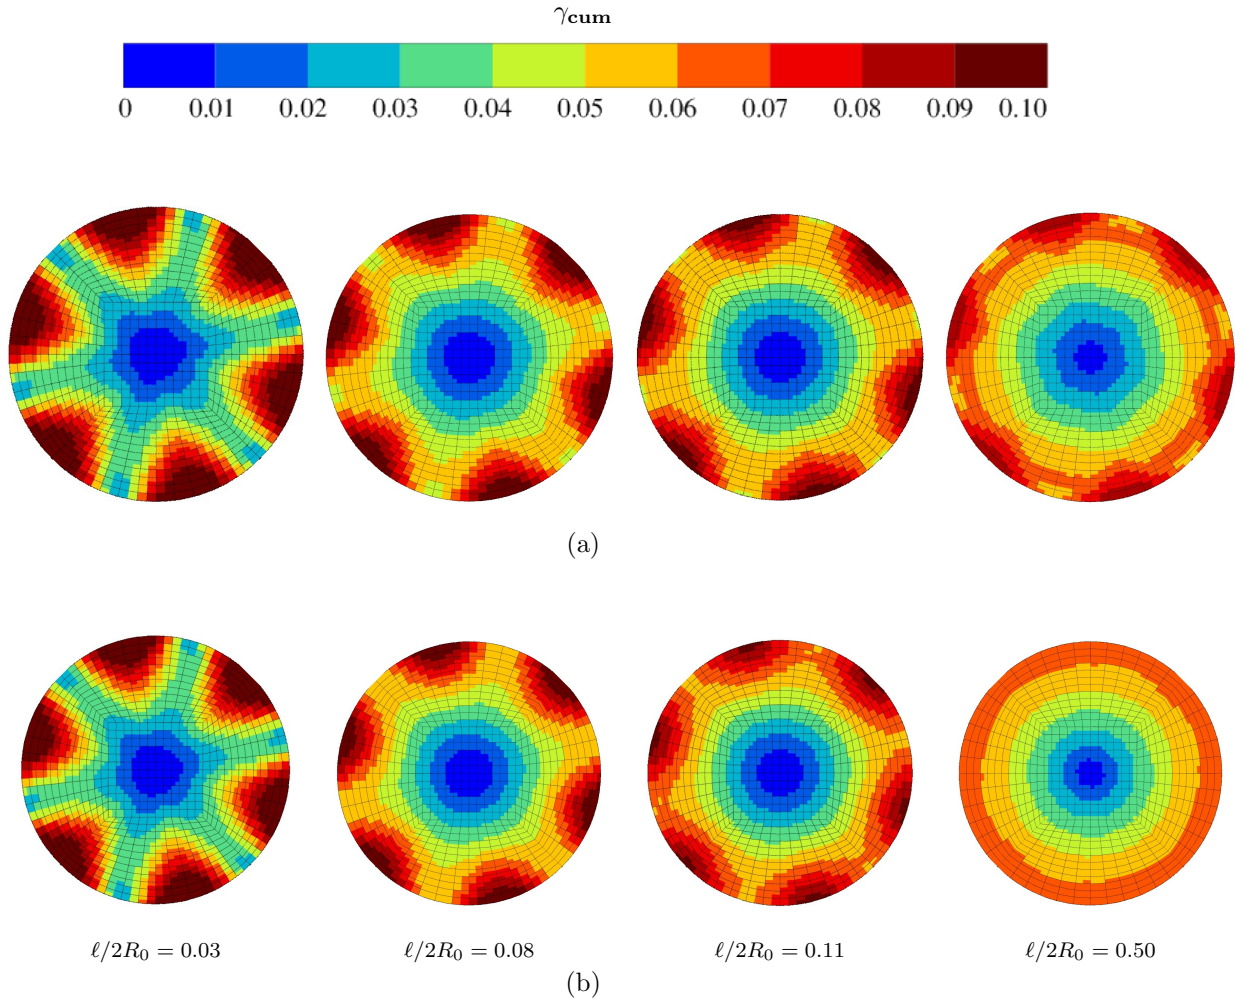 γcum
0 0.01 0.02 0.03 0.04 0.05 0.06 0.07 0.08 0.09 0.10
(a)
ℓ/2R₀ = 0.03 ℓ/2R₀ = 0.08 ℓ/2R₀ = 0.11 ℓ/2R₀ = 0.50
(b)